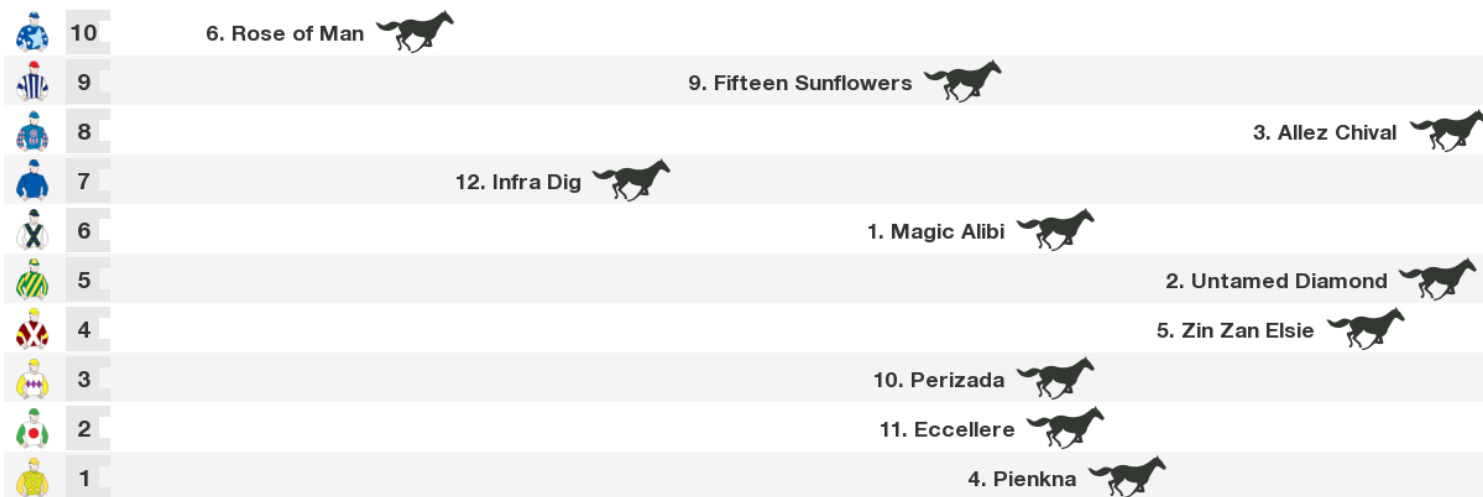 10 6. Rose of Man
9 9. Fifteen Sunflowers
8 3. Allez Chival
7 12. Infra Dig
6 1. Magic Alibi
5 2. Untamed Diamond
4 5. Zin Zan Elsie
3 10. Perizada
2 11. Eccellere
1 4. Pienkna